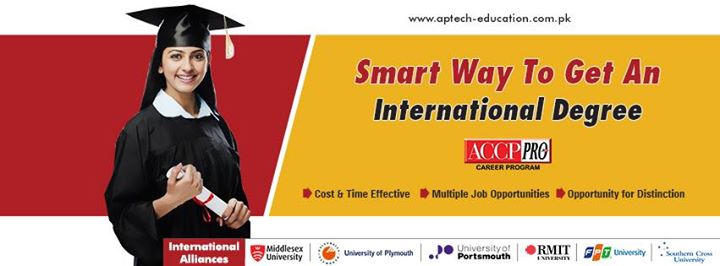 www.aptech-education.com.pk
Smart Way To Get An
International Degree
ACCP PRO
CAREER PROGRAM
Cost & Time Effective Multiple Job Opportunities Opportunity for Distinction
International
Alliances
Middlesex
University
University of Plymouth
University of
Portsmouth
RMIT
UNIVERSITY
FPT University
Southern Cross
University